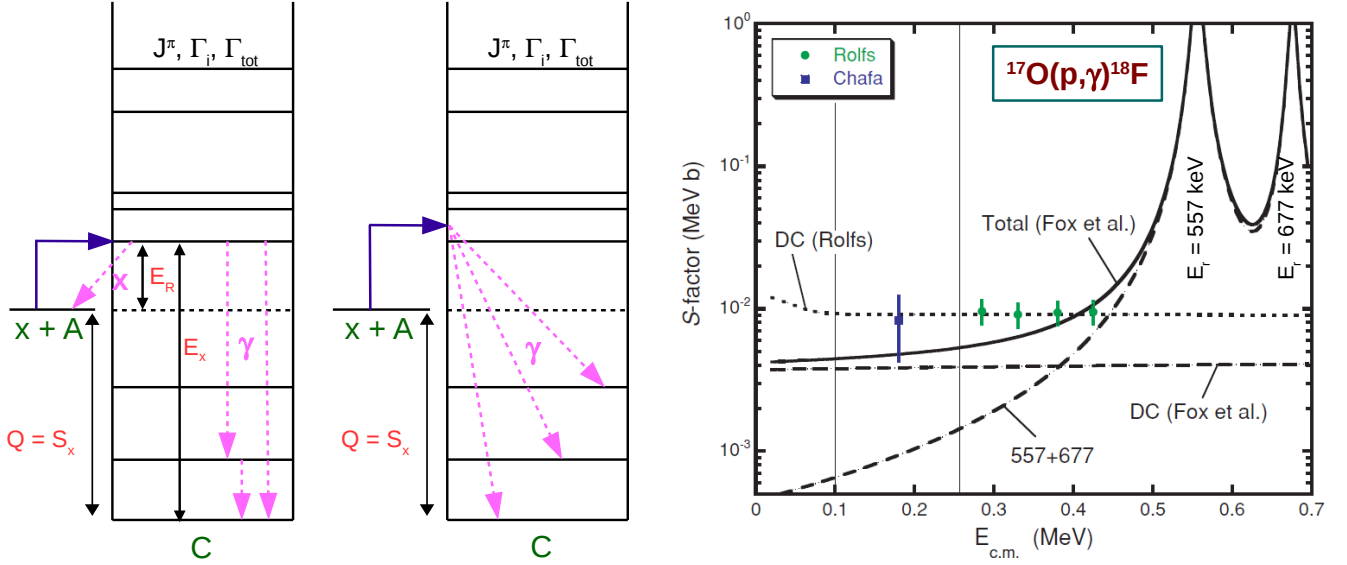 Jπ, Γi, Γtot
x
ER
x + A
Ex
γ
Q = Sx
C
Jπ, Γi, Γtot
x + A
γ
Q = Sx
C
10⁰
10⁻¹
10⁻²
10⁻³
S-factor (MeV b)
Rolfs
Chafa
¹⁷O(p,γ)¹⁸F
DC (Rolfs)
Total (Fox et al.)
Er = 557 keV
Er = 677 keV
DC (Fox et al.)
557+677
0 0.1 0.2 0.3 0.4 0.5 0.6 0.7
Ec.m. (MeV)